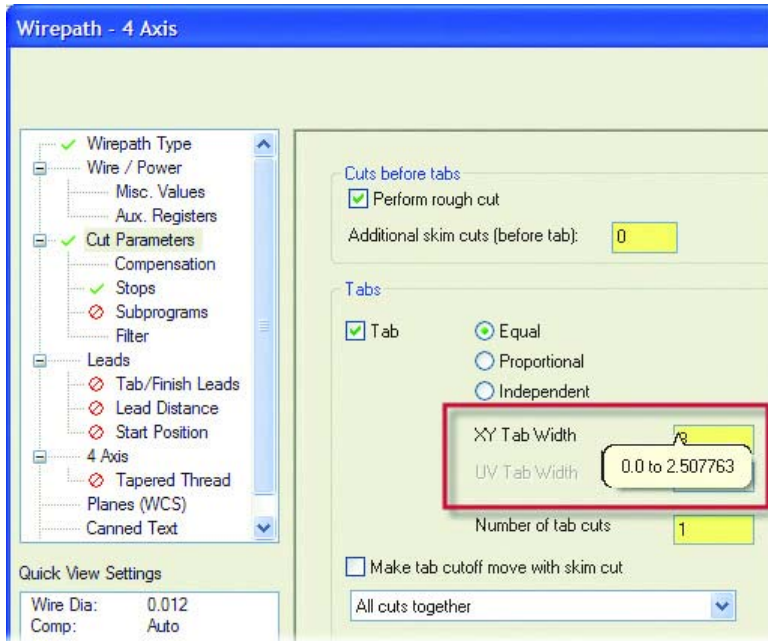 Wirepath - 4 Axis
Wirepath Type
Wire / Power
Misc. Values
Aux. Registers
Cut Parameters
Compensation
Stops
Subprograms
Filter
Leads
Tab/Finish Leads
Lead Distance
Start Position
4 Axis
Tapered Thread
Planes (WCS)
Canned Text
Quick View Settings
Wire Dia: 0.012
Comp: Auto
Cuts before tabs
Perform rough cut
Additional skim cuts (before tab): 0
Tabs
Tab
Equal
Proportional
Independent
XY Tab Width
UV Tab Width
0.0 to 2.507763
Number of tab cuts 1
Make tab cutoff move with skim cut
All cuts together